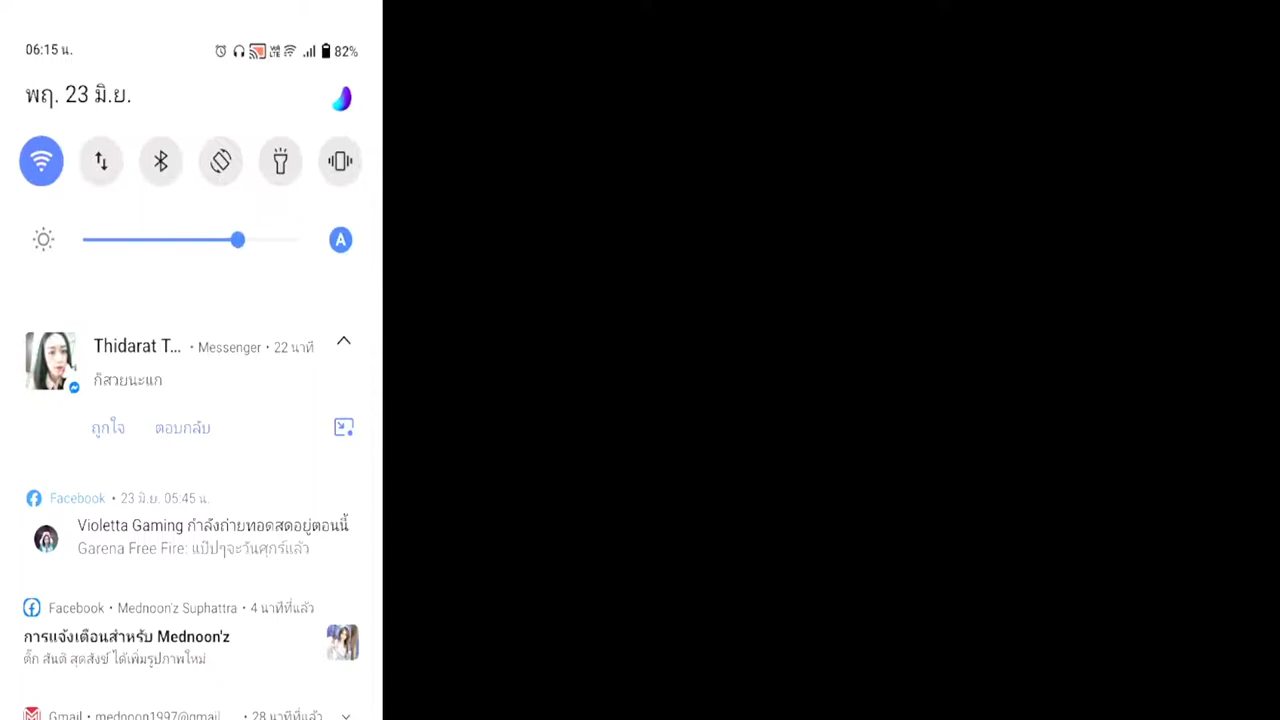 06:15 น. 82%
พฤ. 23 มิ.ย.
A
Thidarat T... • Messenger • 22 นาที
ก็สวยนะแก
ถูกใจ ตอบกลับ
Facebook • 23 มิ.ย. 05:45 น.
Violetta Gaming กำลังถ่ายทอดสดอยู่ตอนนี้
Garena Free Fire: แป๊ปๆจะวันศุกร์แล้ว
Facebook • Mednoon'z Suphattra • 4 นาทีที่แล้ว
การแจ้งเตือนสำหรับ Mednoon'z
ติ๊ก สันติ สุดสังข์ ได้เพิ่มรูปภาพใหม่
Gmail • mednoon1997@gmail... • 28 นาทีที่แล้ว